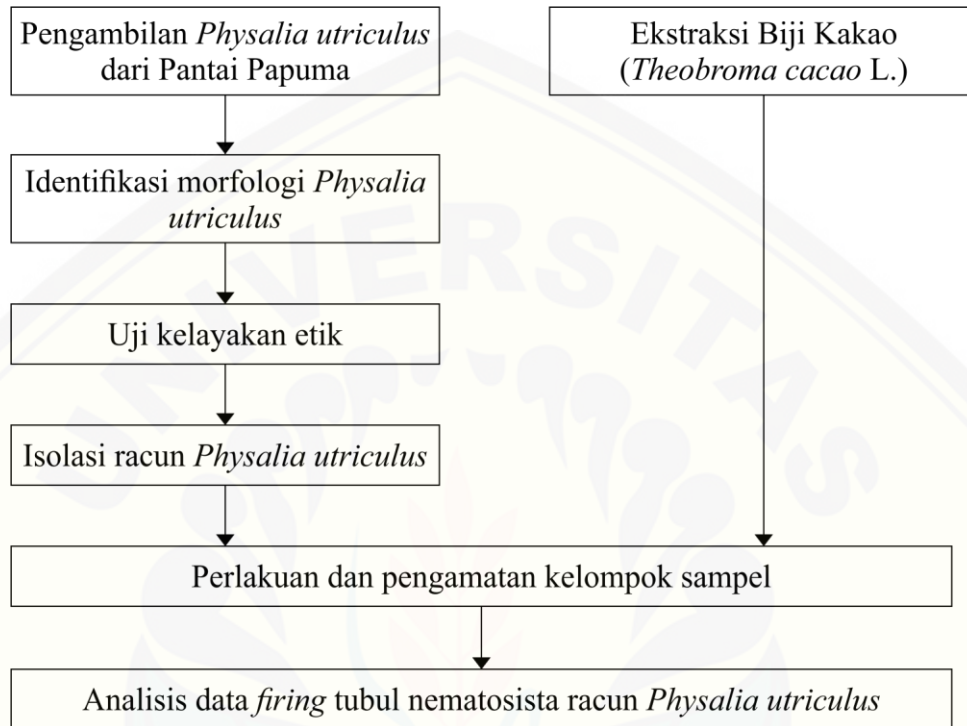 Pengambilan Physalia utriculus
dari Pantai Papuma
Ekstraksi Biji Kakao
(Theobroma cacao L.)
Identifikasi morfologi Physalia
utriculus
Uji kelayakan etik
Isolasi racun Physalia utriculus
Perlakuan dan pengamatan kelompok sampel
Analisis data firing tubul nematosista racun Physalia utriculus
UNIVERSITAS